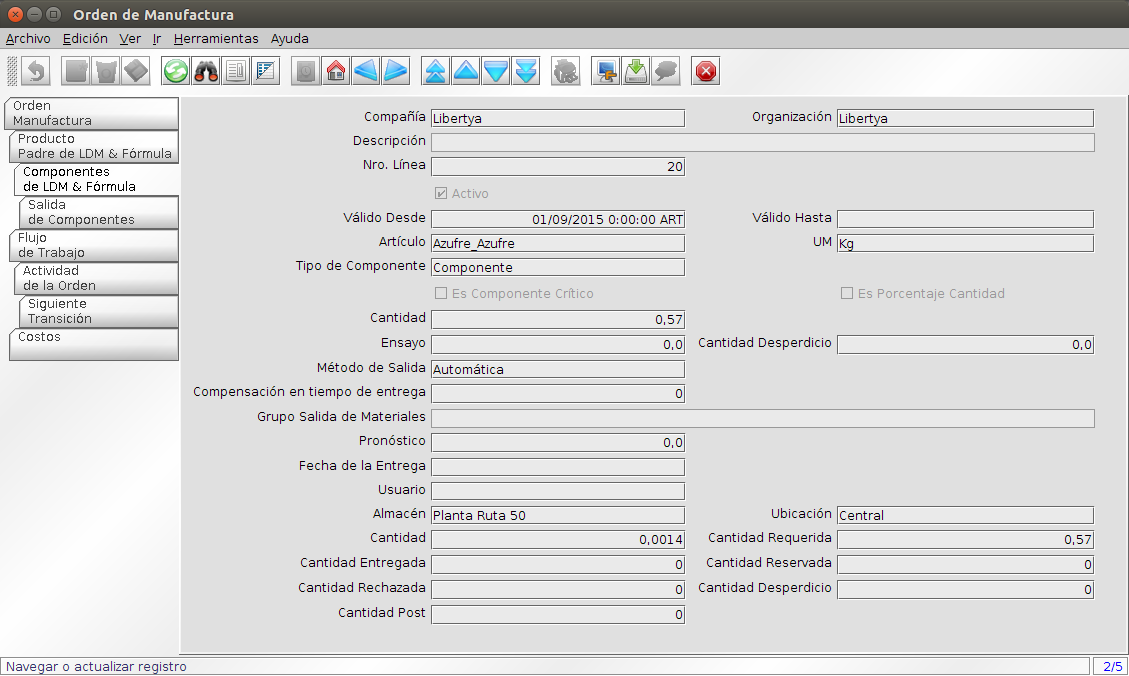 Orden de Manufactura
Archivo Edición Ver Ir Herramientas Ayuda
Orden
Manufactura
Producto
Padre de LDM & Fórmula
Componentes
de LDM & Fórmula
Salida
de Componentes
Flujo
de Trabajo
Actividad
de la Orden
Siguiente
Transición
Costos
Compañía Libertya Organización Libertya
Descripción
Nro. Línea 20
Activo
Válido Desde 01/09/2015 0:00:00 ART Válido Hasta
Artículo Azufre_Azufre UM Kg
Tipo de Componente Componente
Es Componente Crítico Es Porcentaje Cantidad
Cantidad 0,57
Ensayo 0,0 Cantidad Desperdicio 0,0
Método de Salida Automática
Compensación en tiempo de entrega 0
Grupo Salida de Materiales
Pronóstico 0,0
Fecha de la Entrega
Usuario
Almacén Planta Ruta 50 Ubicación Central
Cantidad 0,0014 Cantidad Requerida 0,57
Cantidad Entregada 0 Cantidad Reservada 0
Cantidad Rechazada 0 Cantidad Desperdicio 0
Cantidad Post 0
Navegar o actualizar registro 2/5